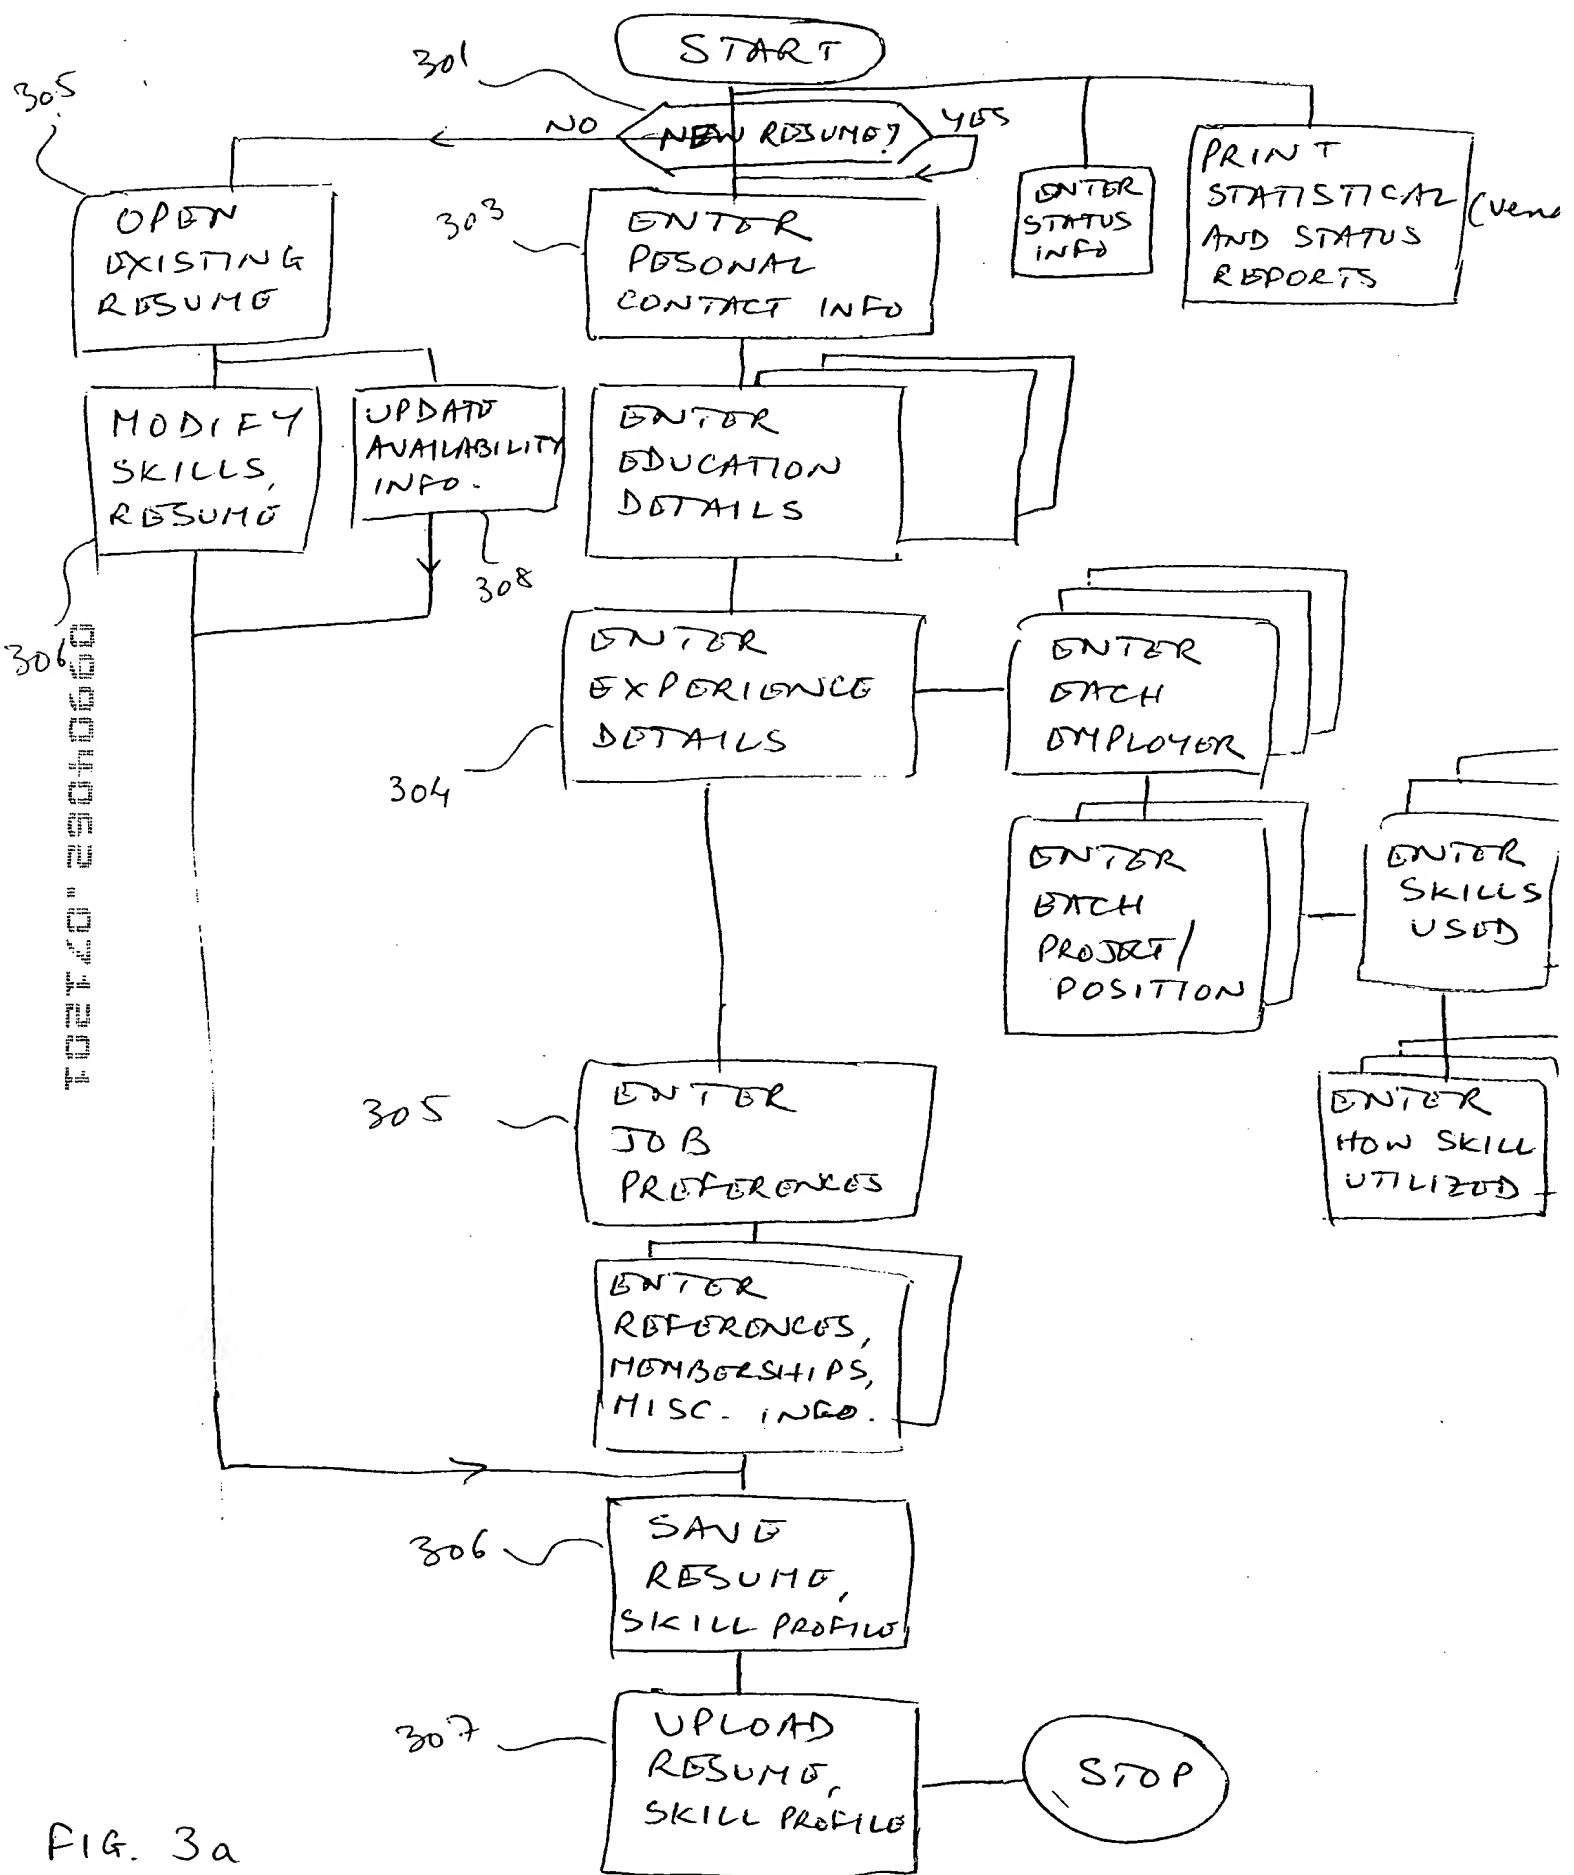 START
301
305
NO
NEW RESUME?
YES
OPEN
EXISTING
RESUME
303
ENTER
PESONAL
CONTACT INFO
ENTER
STATUS
INFO
PRINT
STATISTICAL
AND STATUS
REPORTS
MODIFY
SKILLS,
RESUME
306
UPDATE
AVAILABILITY
INFO.
308
ENTER
EDUCATION
DETAILS
ENTER
EXPERIENCE
DETAILS
304
ENTER
EACH
EMPLOYER
ENTER
EACH
PROJECT/
POSITION
ENTER
SKILLS
USED
ENTER
HOW SKILL
UTILIZED
305
ENTER
JOB
PREFERENCES
ENTER
REFERENCES,
MEMBERSHIPS,
MISC. INFO.
306
SAVE
RESUME,
SKILL PROFILE
307
UPLOAD
RESUME,
SKILL PROFILE
STOP
09904052.071201
FIG. 3a